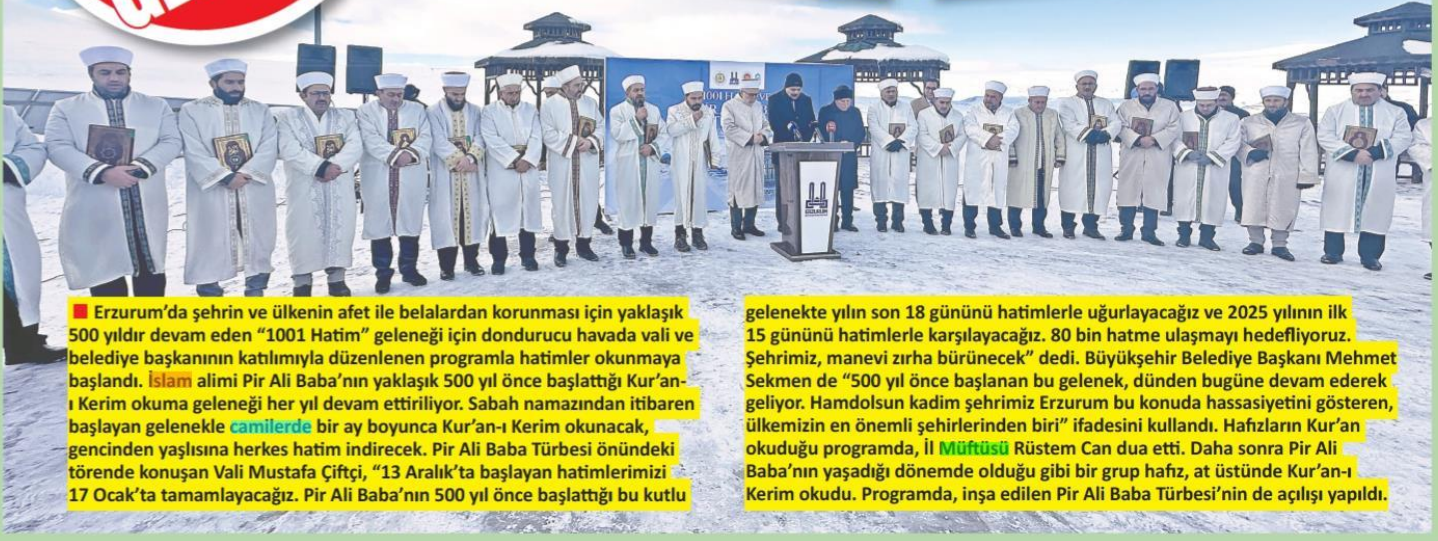 ■ Erzurum’da şehrin ve ülkenin afet ile belalardan korunması için yaklaşık
500 yıldır devam eden “1001 Hatim” geleneği için dondurucu havada vali ve
belediye başkanının katılımıyla düzenlenen programla hatimler okunmaya
başlandı. İslam alimi Pir Ali Baba’nın yaklaşık 500 yıl önce başlattığı Kur’an-
ı Kerim okuma geleneği her yıl devam ettiriliyor. Sabah namazından itibaren
başlayan gelenekle camilerde bir ay boyunca Kur’an-ı Kerim okunacak,
gencinden yaşlısına herkes hatim indirecek. Pir Ali Baba Türbesi önündeki
törende konuşan Vali Mustafa Çiftçi, “13 Aralık’ta başlayan hatimlerimizi
17 Ocak’ta tamamlayacağız. Pir Ali Baba’nın 500 yıl önce başlattığı bu kutlu
gelenekte yılın son 18 gününü hatimlerle uğurlayacağız ve 2025 yılının ilk
15 gününü hatimlerle karşılayacağız. 80 bin hatme ulaşmayı hedefliyoruz.
Şehrimiz, manevi zırha bürünecek” dedi. Büyükşehir Belediye Başkanı Mehmet
Sekmen de “500 yıl önce başlanan bu gelenek, dünden bugüne devam ederek
geliyor. Hamdolsun kadim şehrimiz Erzurum bu konuda hassasiyetini gösteren,
ülkemizin en önemli şehirlerinden biri” ifadesini kullandı. Hafızların Kur’an
okuduğu programda, İl Müftüsü Rüstem Can dua etti. Daha sonra Pir Ali
Baba’nın yaşadığı dönemde olduğu gibi bir grup hafız, at üstünde Kur’an-ı
Kerim okudu. Programda, inşa edilen Pir Ali Baba Türbesi’nin de açılışı yapıldı.